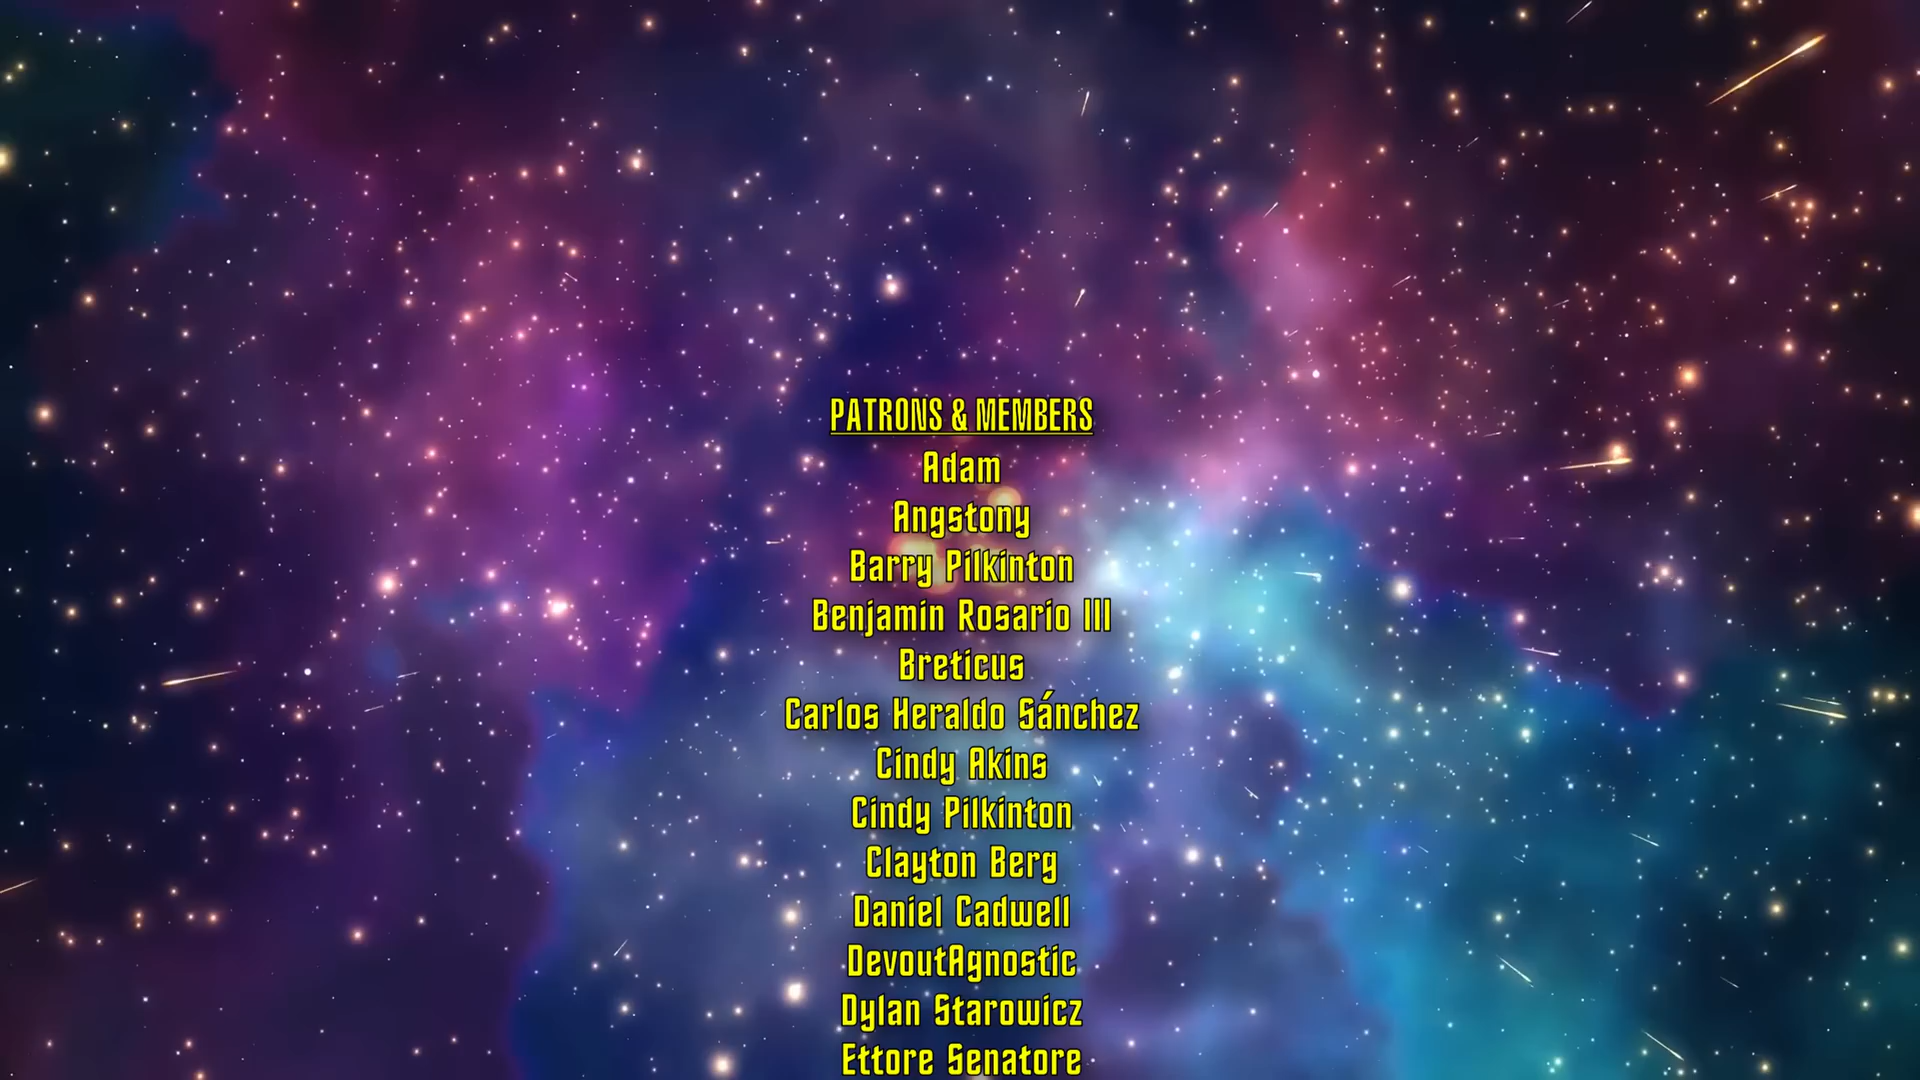 PATRONS & MEMBERS
Adam
Angstony
Barry Pilkinton
Benjamin Rosario III
Breticus
Carlos Heraldo Sánchez
Cindy Akins
Cindy Pilkinton
Clayton Berg
Daniel Cadwell
DevoutAgnostic
Dylan Starowicz
Ettore Senatore